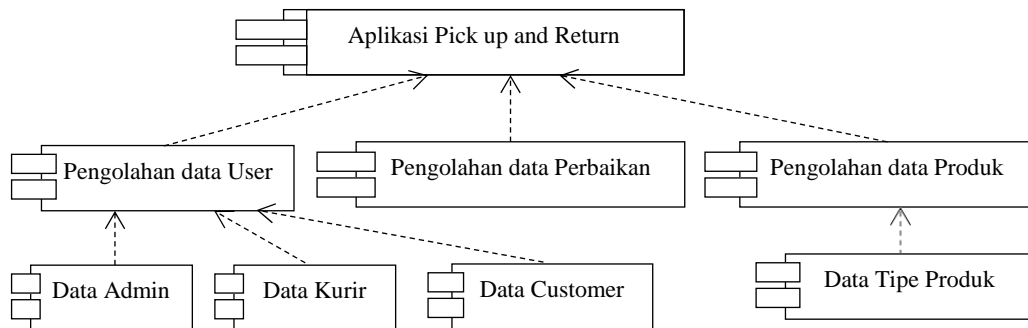 Aplikasi Pick up and Return
Pengolahan data User
Pengolahan data Perbaikan
Pengolahan data Produk
Data Admin
Data Kurir
Data Customer
Data Tipe Produk